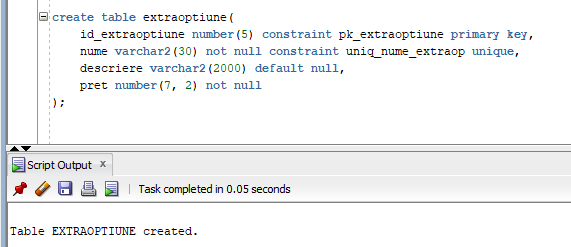 create table extraoptiune(
id_extraoptiune number(5) constraint pk_extraoptiune primary key,
nume varchar2(30) not null constraint uniq_nume_extraop unique,
descriere varchar2(2000) default null,
pret number(7, 2) not null
);
Script Output x
Task completed in 0.05 seconds
Table EXTRAOPTIUNE created.